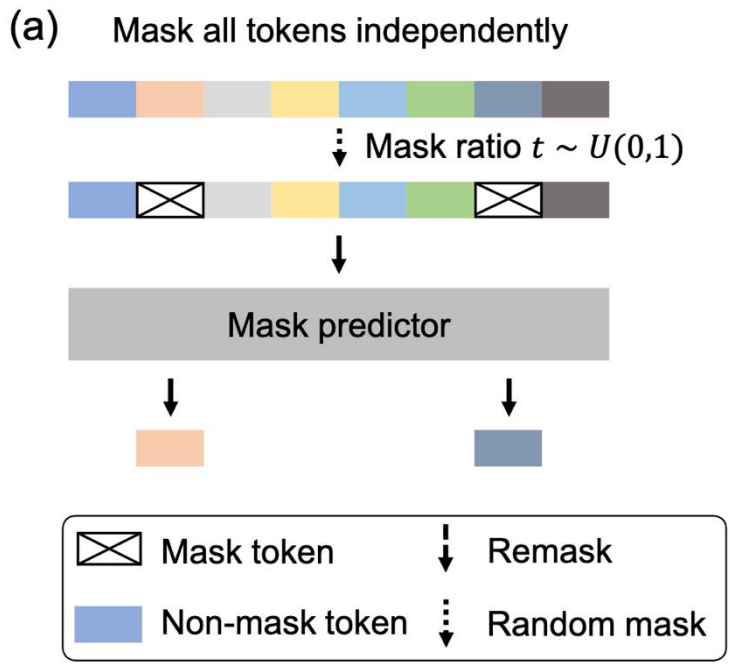 (a) Mask all tokens independently
Mask ratio t ~ U(0,1)
Mask predictor
Mask token
Remask
Non-mask token
Random mask